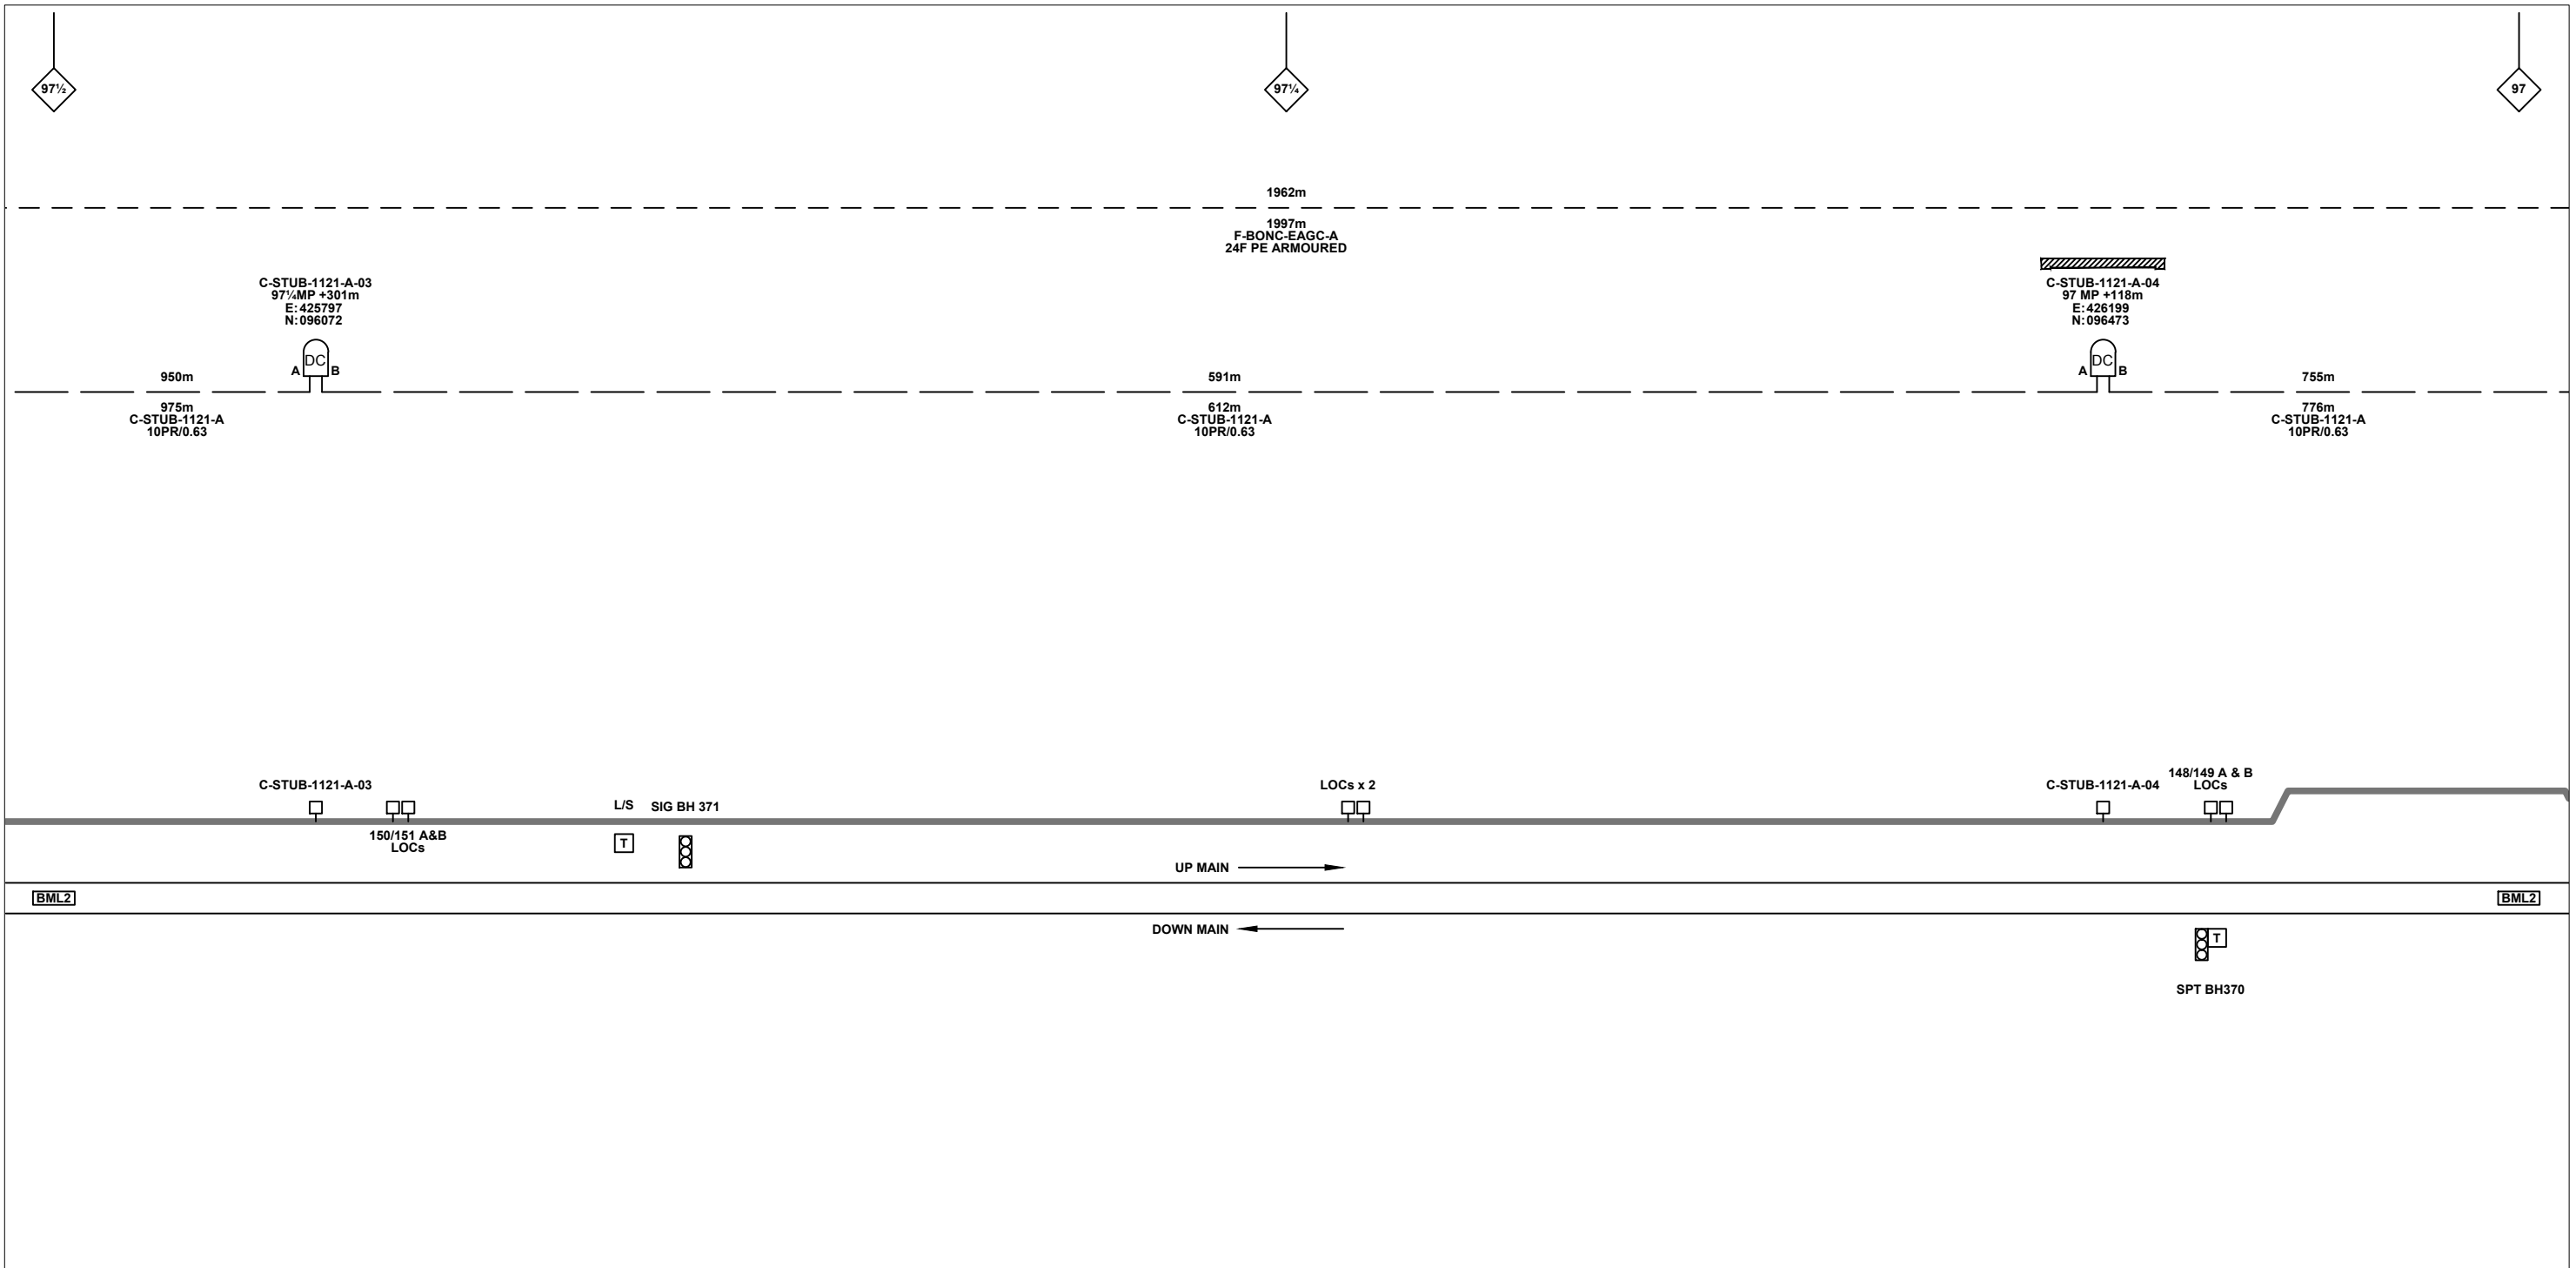 97½
97¼
97
1962m
1997m
F-BONC-EAGC-A
24F PE ARMOURED
C-STUB-1121-A-03
97¼MP +301m
E:425797
N:096072
DC
A
B
C-STUB-1121-A-04
97 MP +118m
E:426199
N:096473
DC
A
B
950m
975m
C-STUB-1121-A
10PR/0.63
591m
612m
C-STUB-1121-A
10PR/0.63
755m
776m
C-STUB-1121-A
10PR/0.63
C-STUB-1121-A-03
150/151 A&B
LOCs
L/S
T
SIG BH 371
LOCs x 2
C-STUB-1121-A-04
148/149 A & B
LOCs
UP MAIN
BML2
BML2
DOWN MAIN
T
SPT BH370